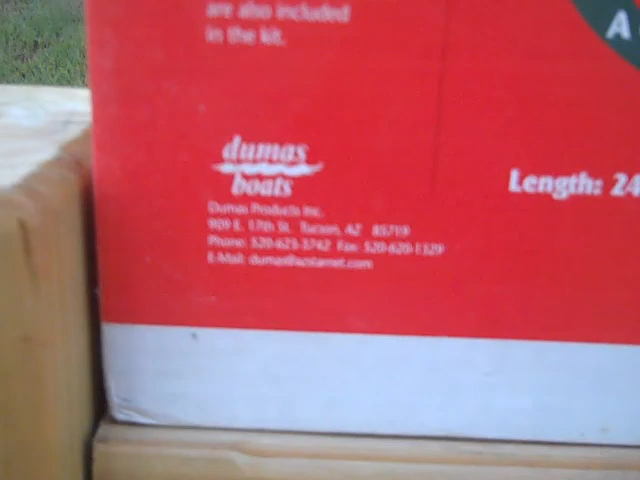 are also included
in the kit.
A
dumas
boats
Length: 24
Dumas Products Inc.
909 E. 17th St. Tucson, AZ 85719
Phone: 520-623-3742 Fax: 520-620-1329
E-Mail: dumas@azstarnet.com